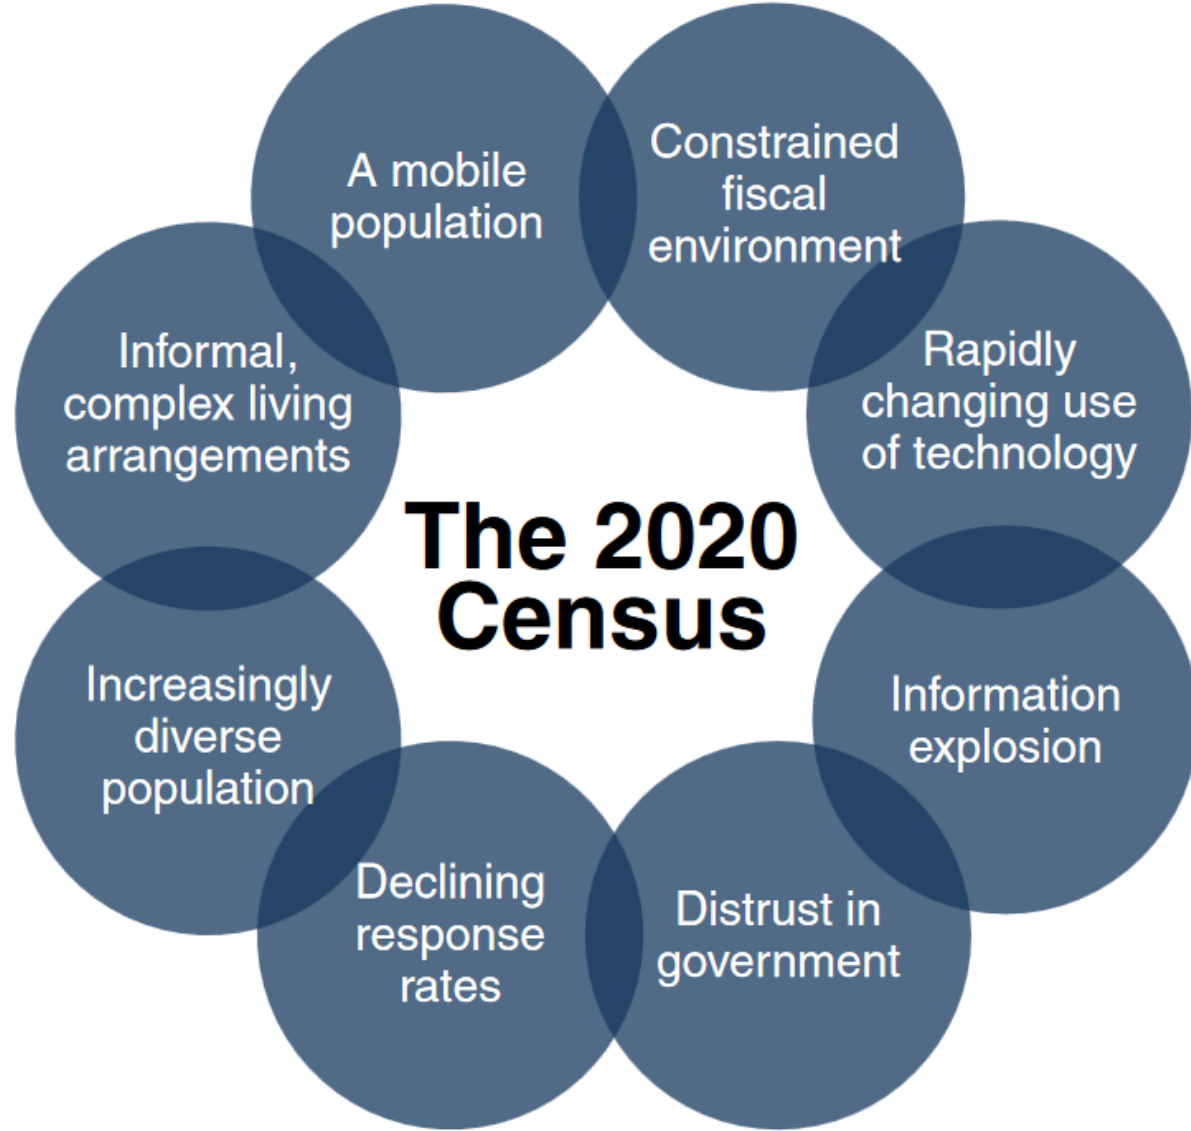 A mobile
population
Constrained
fiscal
environment
Rapidly
changing use
of technology
Information
explosion
Distrust in
government
Declining
response
rates
Increasingly
diverse
population
Informal,
complex living
arrangements
The 2020
Census